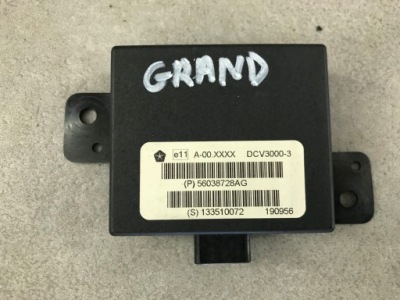 GRAND
e11 A-00.XXXX DCV3000-3
(P) 56038728AG
(S) 133510072 190956